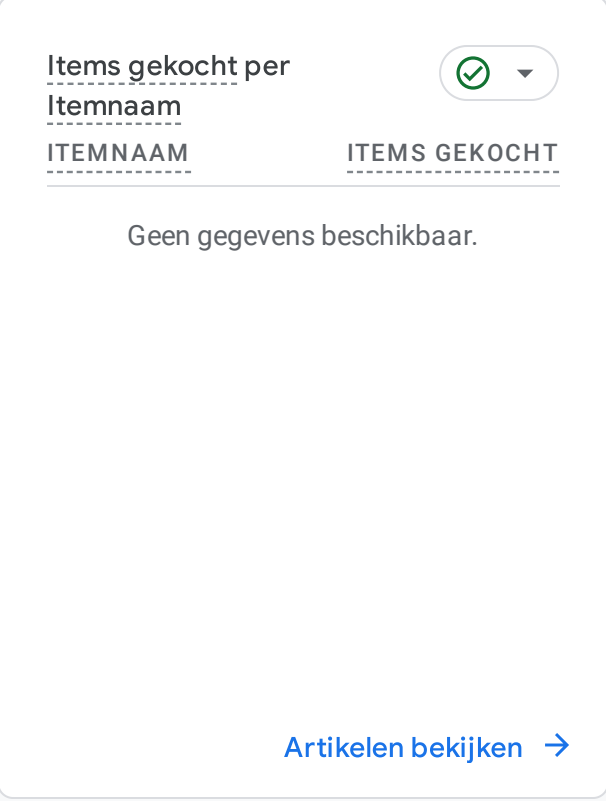 Items gekocht per
Itemnaam
ITEMNAAM ITEMS GEKOCHT
Geen gegevens beschikbaar.
Artikelen bekijken